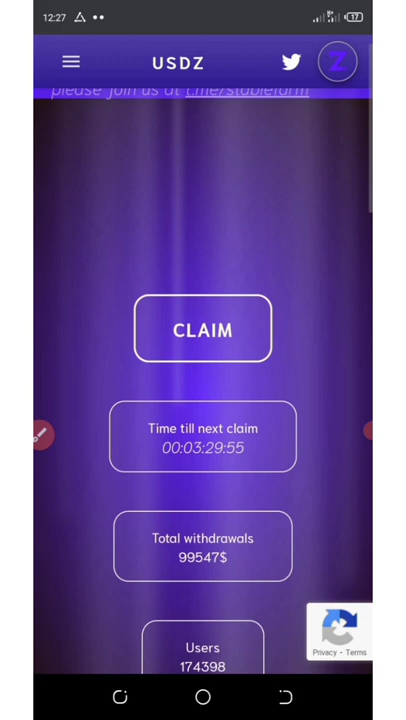 12:27
17
USDZ
Z
please join us at t.me/stablefarm
CLAIM
Time till next claim
00:03:29:55
Total withdrawals
99547$
Users
174398
Privacy - Terms